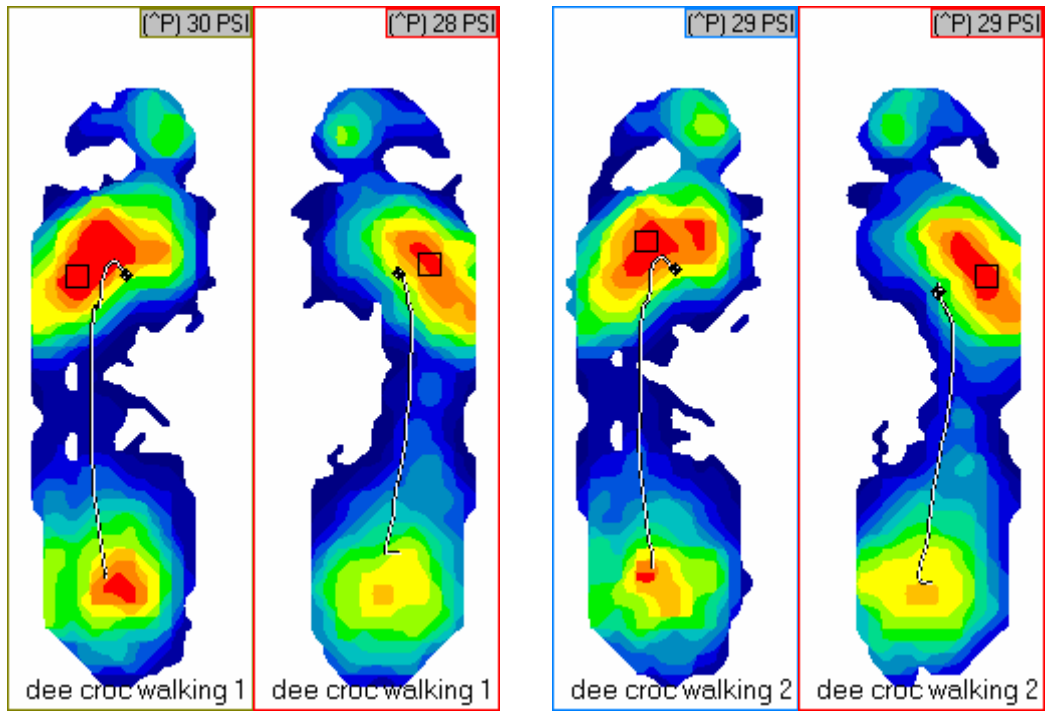 (^P) 30 PSI
(^P) 28 PSI
(^P) 29 PSI
(^P) 29 PSI
dee croc walking 1
dee croc walking 1
dee croc walking 2
dee croc walking 2